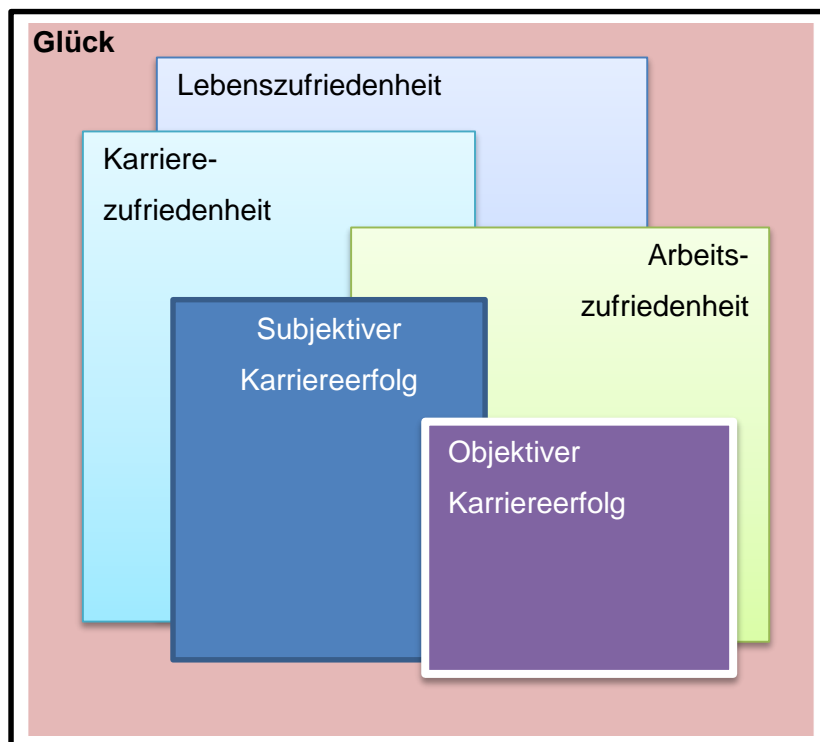 Glück
Lebenszufriedenheit
Karriere-
zufriedenheit
Arbeits-
zufriedenheit
Subjektiver
Karriereerfolg
Objektiver
Karriereerfolg